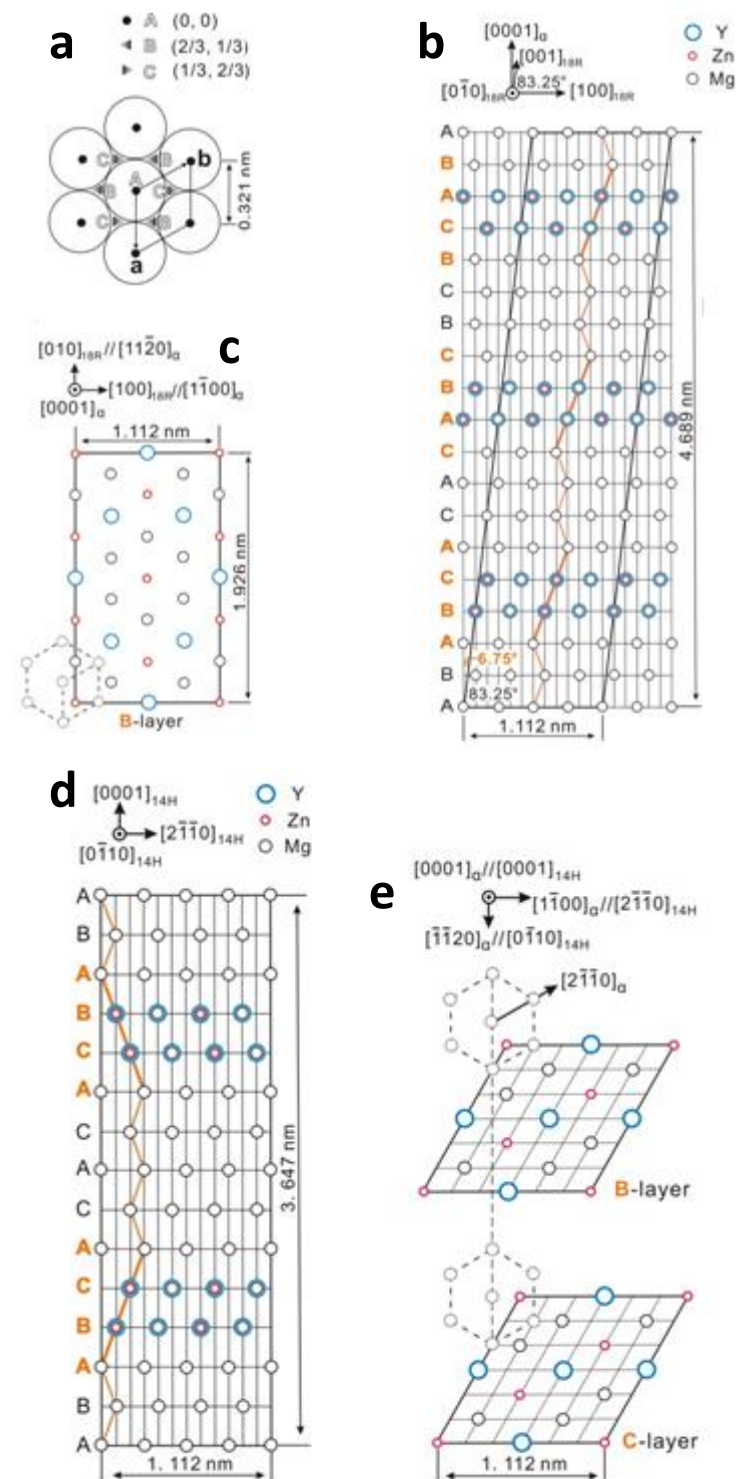 a
A (0, 0)
B (2/3, 1/3)
C (1/3, 2/3)
C B
A b
B C
C B
a
0.321 nm
b
[0001]α
[001]18R
83.25°
[01̄0]18R
[100]18R
Y
Zn
Mg
A
B
A
C
B
C
B
C
B
A
C
A
C
A
C
B
A
B
A
6.75°
83.25°
4.689 nm
1.112 nm
c
[010]18R//[112̄0]α
[100]18R//[11̄00]α
[0001]α
1.112 nm
1.926 nm
B-layer
d
[0001]14H
[21̄1̄0]14H
[01̄10]14H
Y
Zn
Mg
A
B
A
B
C
A
C
A
C
A
C
B
A
B
A
3. 647 nm
1. 112 nm
e
[0001]α//[0001]14H
[11̄00]α//[21̄1̄0]14H
[1̄1̄20]α//[01̄10]14H
[21̄1̄0]α
B-layer
C-layer
1. 112 nm